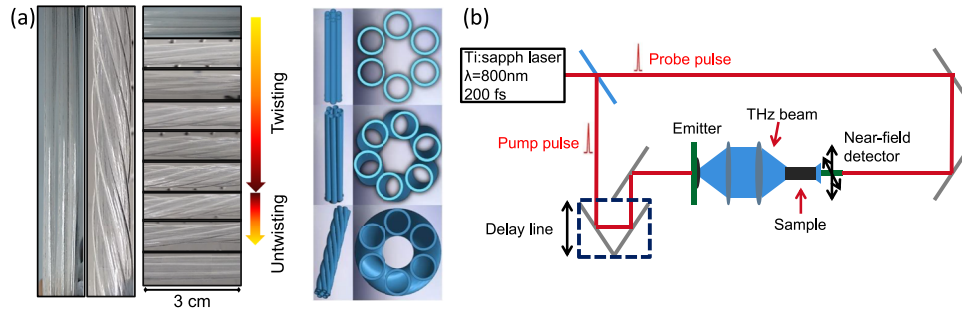 (a)
Twisting
Untwisting
3 cm
(b)
Ti:sapph laser
λ=800nm
200 fs
Probe pulse
Pump pulse
Delay line
Emitter
THz beam
Near-field
detector
Sample